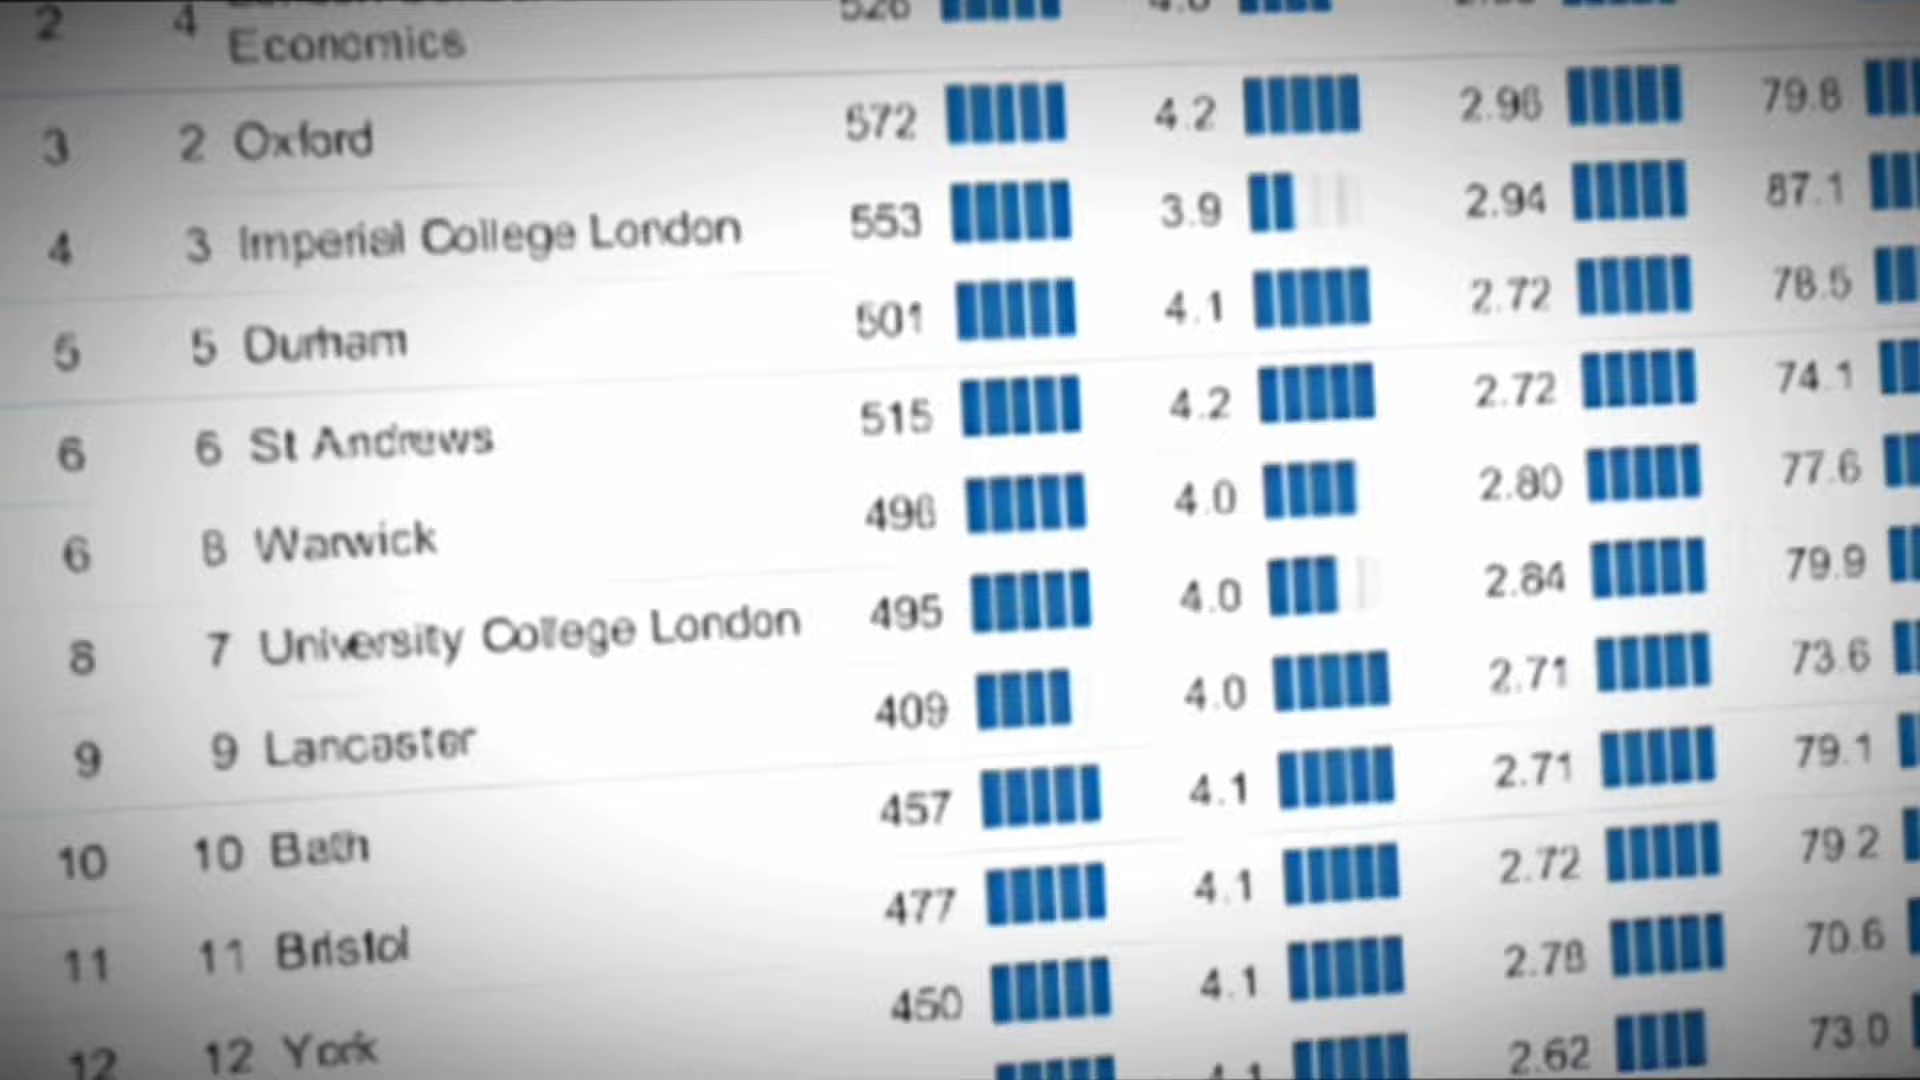 2 4 Economics
3 2 Oxford 572 4.2 2.96 79.8
4 3 Imperial College London 553 3.9 2.94 87.1
5 5 Durham 501 4.1 2.72 78.5
6 6 St Andrews 515 4.2 2.72 74.1
6 8 Warwick 4.0 2.80 77.6
8 7 University College London 495 4.0 2.84 79.9
9 9 Lancaster 409 4.0 2.71 73.6
10 10 Bath 457 4.1 2.71 79.1
11 11 Bristol 477 4.1 2.72 79.2
12 12 York 450 4.1 2.78 70.6
4.1 2.62 73.0